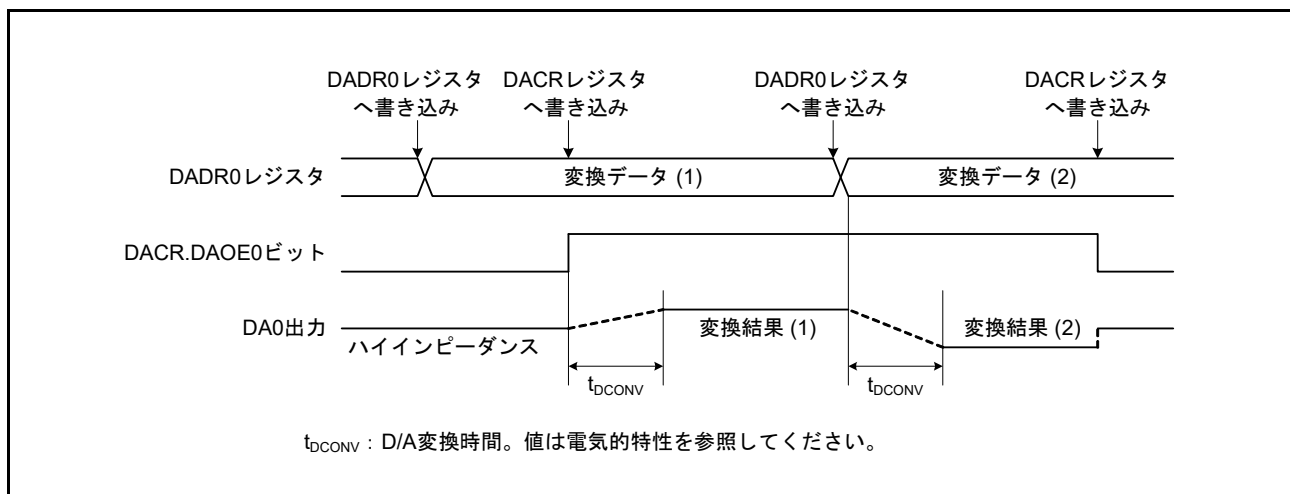 DADR0レジスタ
へ書き込み
DACRレジスタ
へ書き込み
DADR0レジスタ
へ書き込み
DACRレジスタ
へ書き込み
DADR0レジスタ
変換データ (1)
変換データ (2)
DACR.DAOE0ビット
DA0出力
ハイインピーダンス
変換結果 (1)
変換結果 (2)
tDCONV
tDCONV
tDCONV : D/A変換時間。値は電気的特性を参照してください。